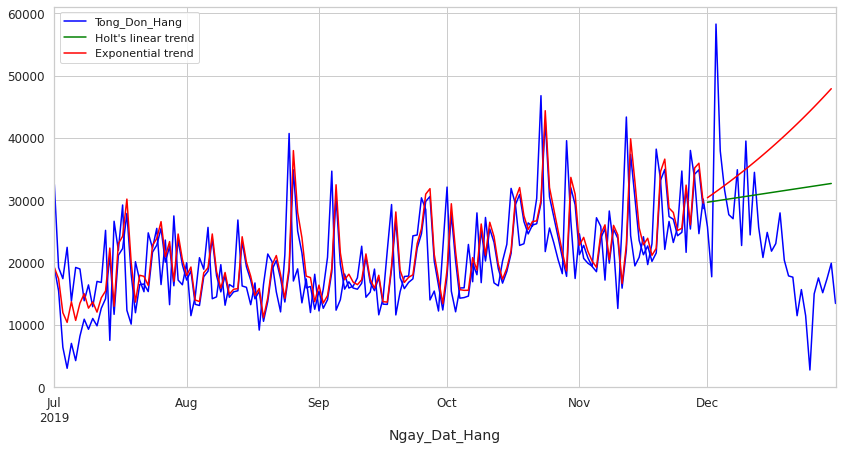 60000
50000
40000
30000
20000
10000
0
Tong_Don_Hang
Holt's linear trend
Exponential trend
Jul
2019
Aug
Sep
Oct
Nov
Dec
Ngay_Dat_Hang